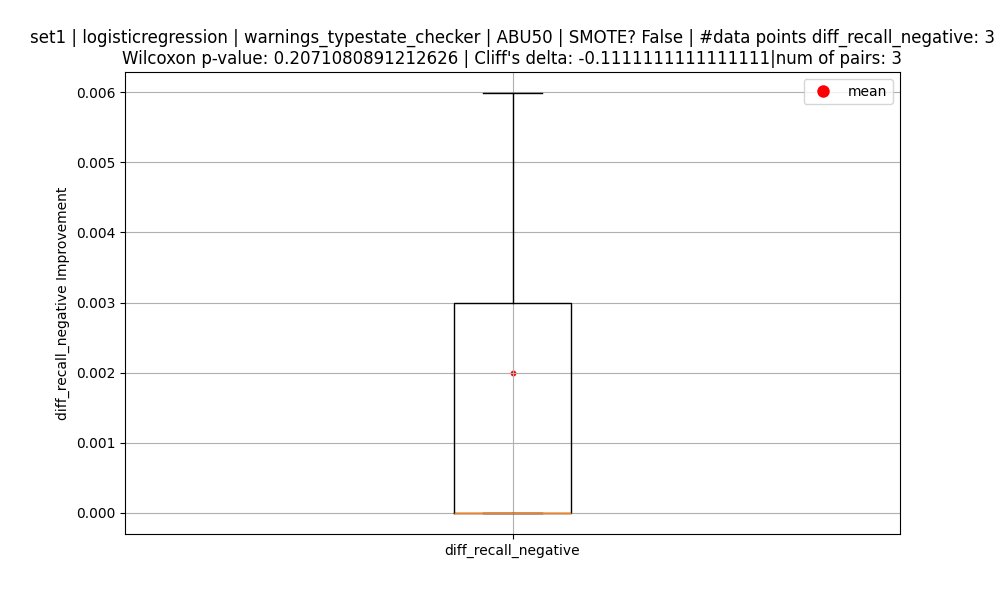 set1 | logisticregression | warnings_typestate_checker | ABU50 | SMOTE? False | #data points diff_recall_negative: 3
Wilcoxon p-value: 0.2071080891212626 | Cliff's delta: -0.1111111111111111|num of pairs: 3
mean
0.006
0.005
0.004
0.003
0.002
0.001
0.000
diff_recall_negative Improvement
diff_recall_negative